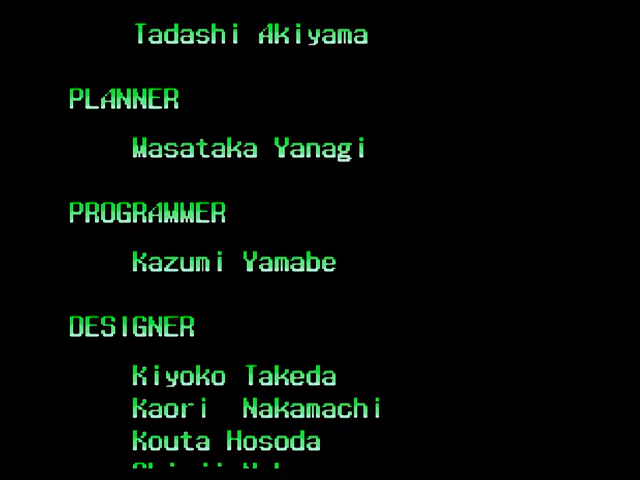 Tadashi Akiyama
PLANNER
Masataka Yanagi
PROGRAMMER
Kazumi Yamabe
DESIGNER
Kiyoko Takeda
Kaori  Nakamachi
Kouta Hosoda